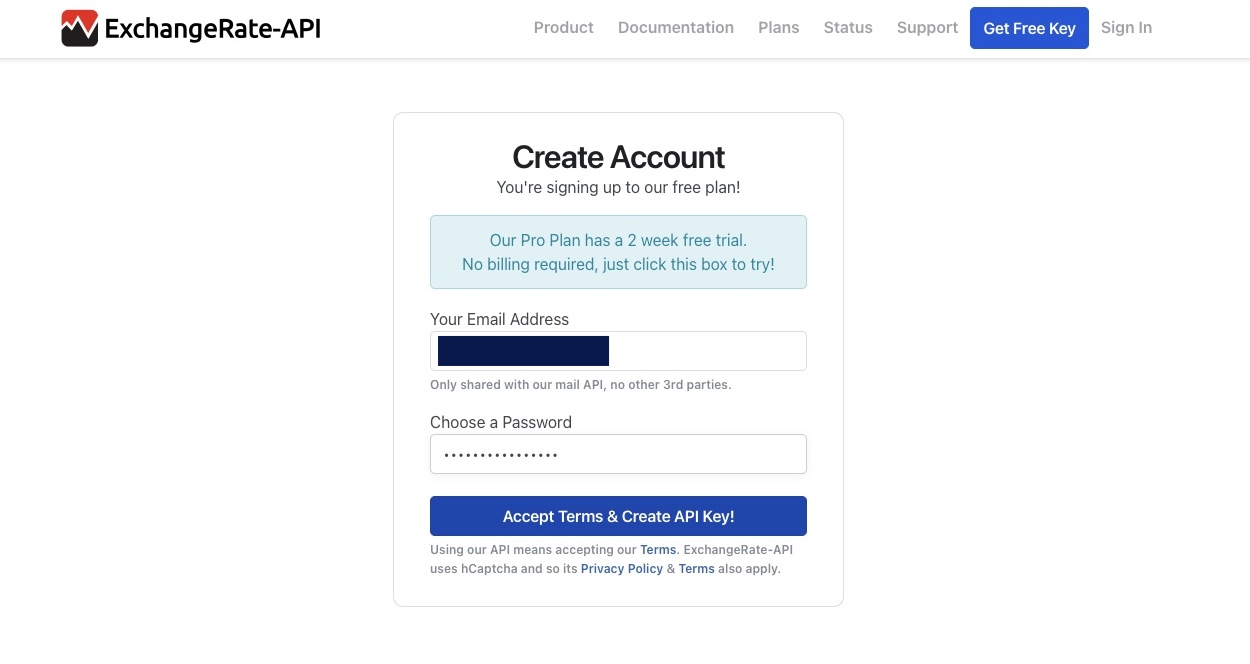 ExchangeRate-API
Product Documentation Plans Status Support Get Free Key Sign In
Create Account
You're signing up to our free plan!
Our Pro Plan has a 2 week free trial.
No billing required, just click this box to try!
Your Email Address
Only shared with our mail API, no other 3rd parties.
Choose a Password
••••••••••••••••
Accept Terms & Create API Key!
Using our API means accepting our Terms. ExchangeRate-API
uses hCaptcha and so its Privacy Policy & Terms also apply.